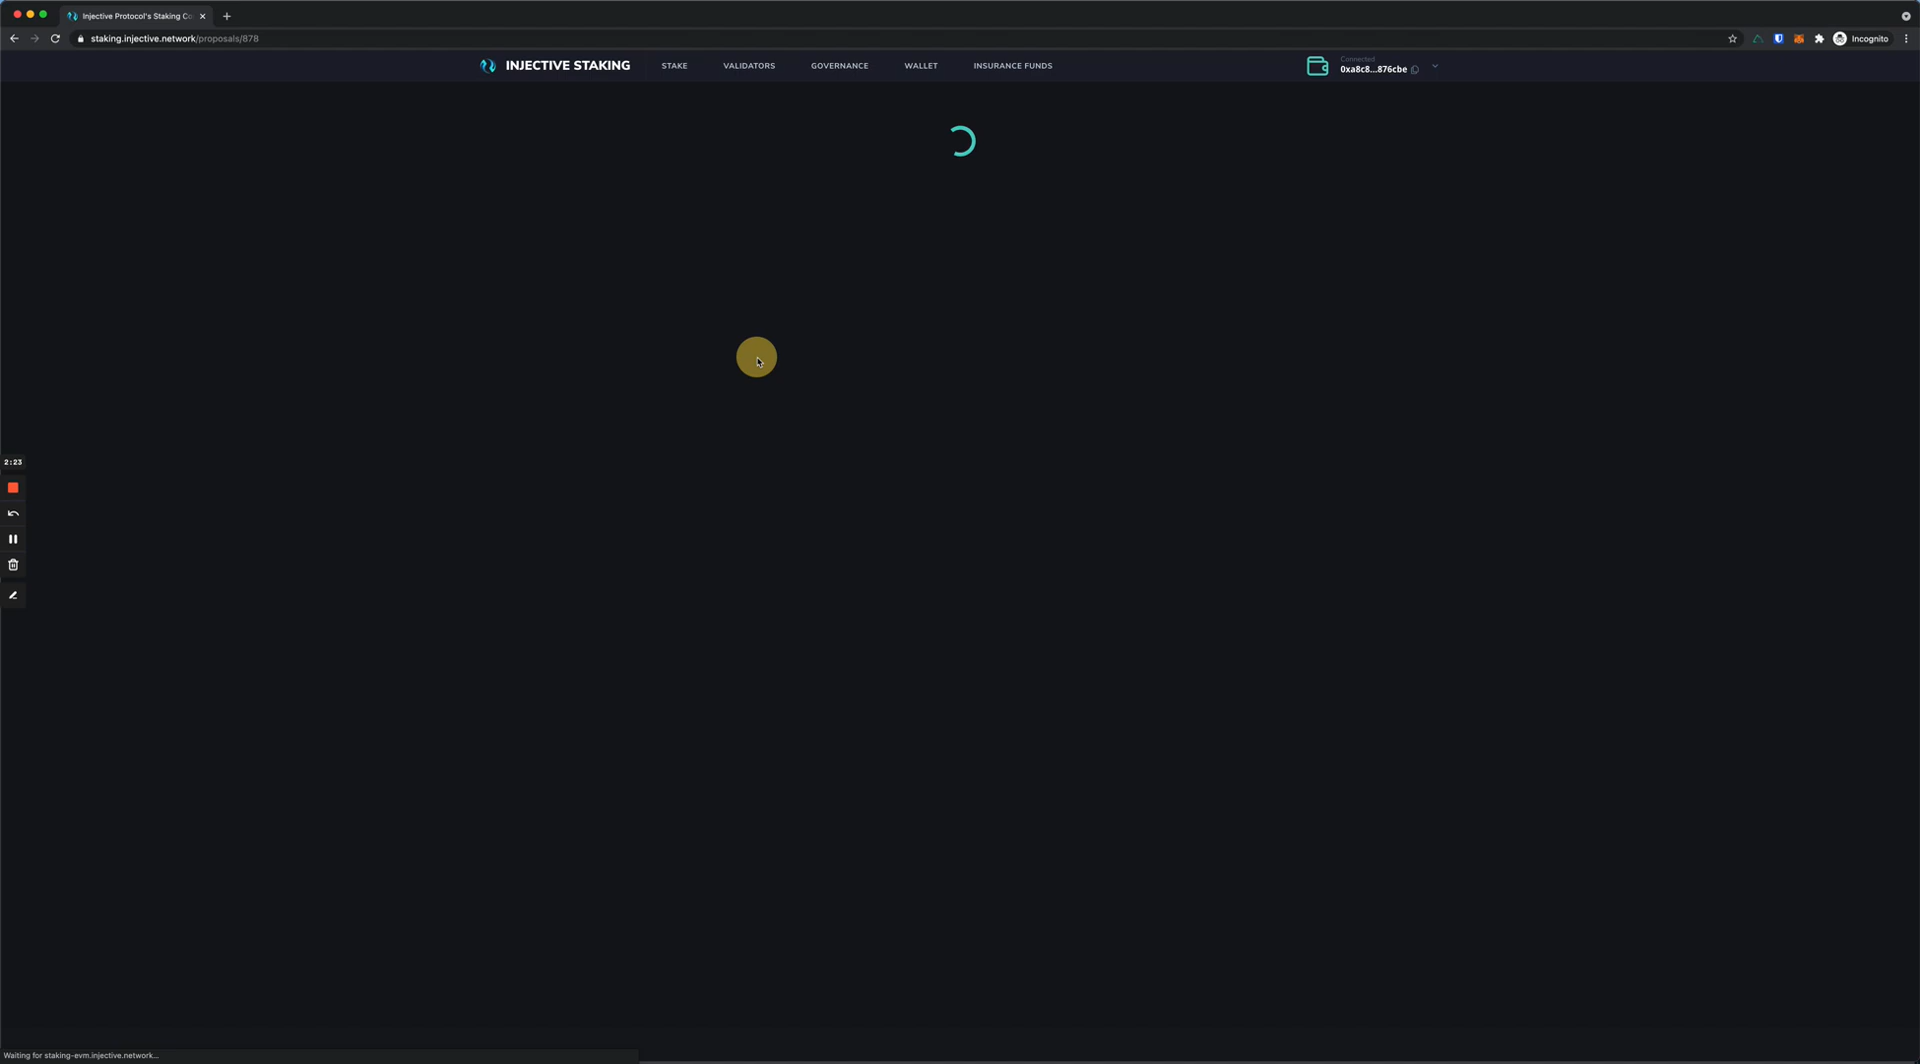 Injective Protocol's Staking Co
staking.injective.network/proposals/878
Incognito
INJECTIVE STAKING
STAKE
VALIDATORS
GOVERNANCE
WALLET
INSURANCE FUNDS
Connected
0xa8c8...876cbe
2:23
Waiting for staking-evm.injective.network...